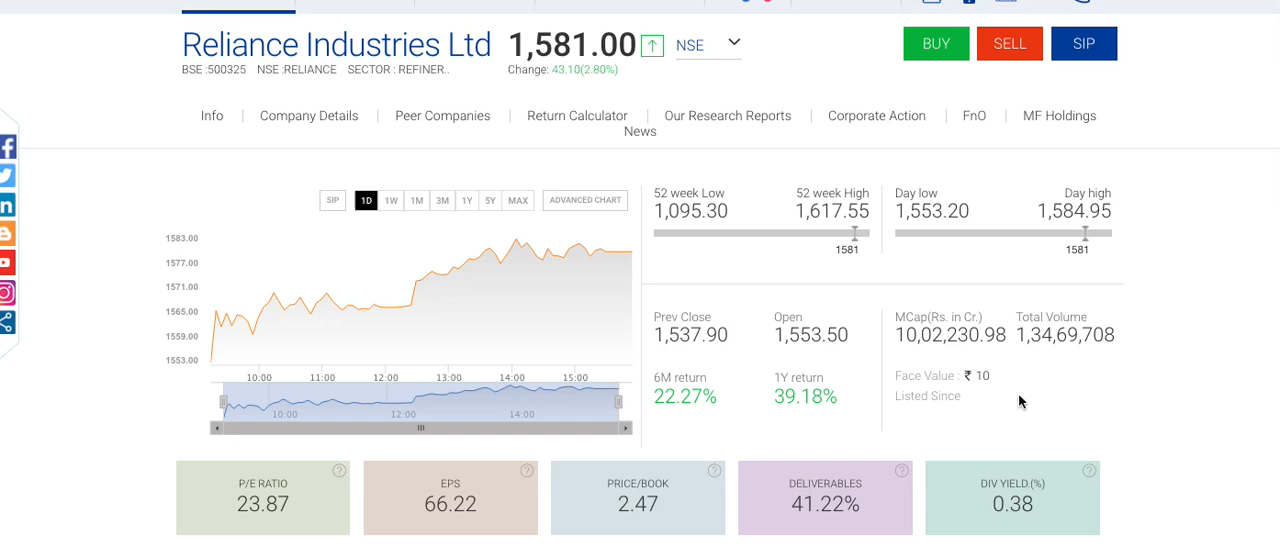 Reliance Industries Ltd 1,581.00 NSE BUY SELL SIP
BSE :500325 NSE :RELIANCE SECTOR : REFINER.. Change: 43.10(2.80%)
Info | Company Details | Peer Companies | Return Calculator | Our Research Reports | Corporate Action | FnO | MF Holdings
News
SIP 1D 1W 1M 3M 1Y 5Y MAX ADVANCED CHART
1583.00
1577.00
1571.00
1565.00
1559.00
1553.00
10:00 11:00 12:00 13:00 14:00 15:00
10:00 12:00 14:00
52 week Low 52 week High
1,095.30 1,617.55
1581
Day low Day high
1,553.20 1,584.95
1581
Prev Close Open
1,537.90 1,553.50
6M return 1Y return
22.27% 39.18%
MCap(Rs. in Cr.) Total Volume
10,02,230.98 1,34,69,708
Face Value : ₹ 10
Listed Since
P/E RATIO ?
23.87
EPS ?
66.22
PRICE/BOOK ?
2.47
DELIVERABLES ?
41.22%
DIV YIELD.(%) ?
0.38